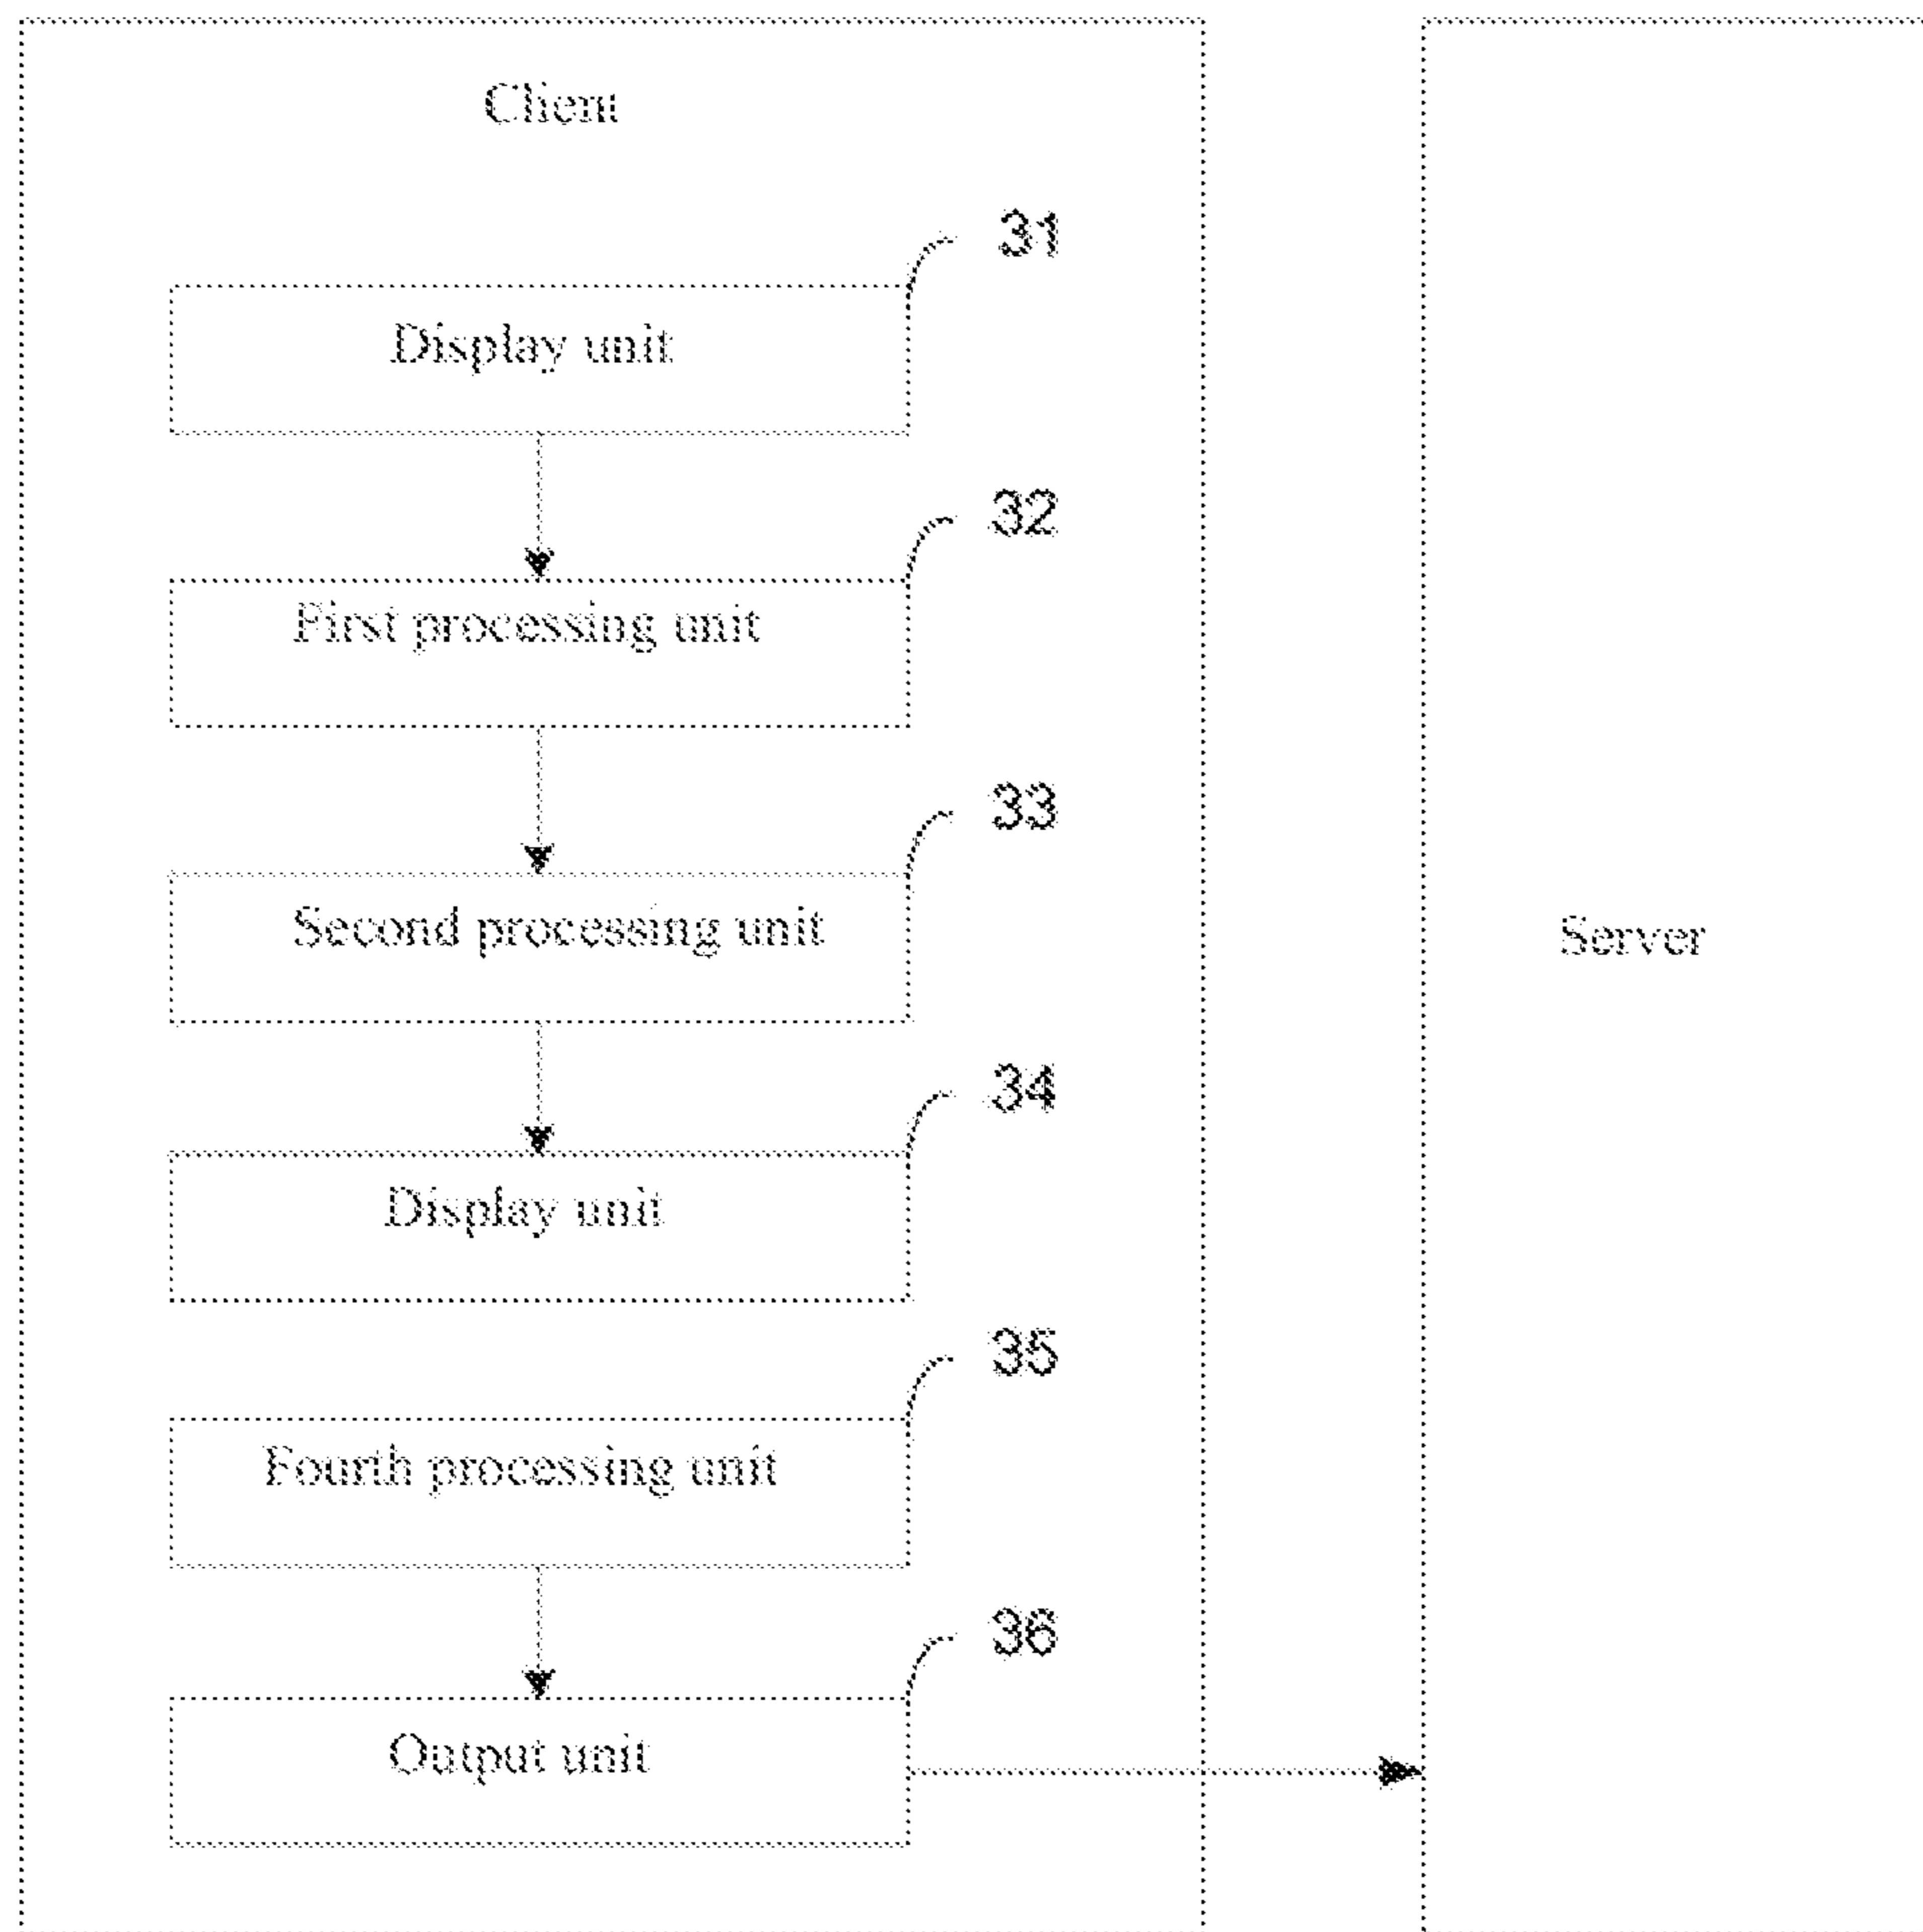 Client
31
Display unit
32
First processing unit
33
Second processing unit
Server
34
Display unit
35
Fourth processing unit
36
Output unit